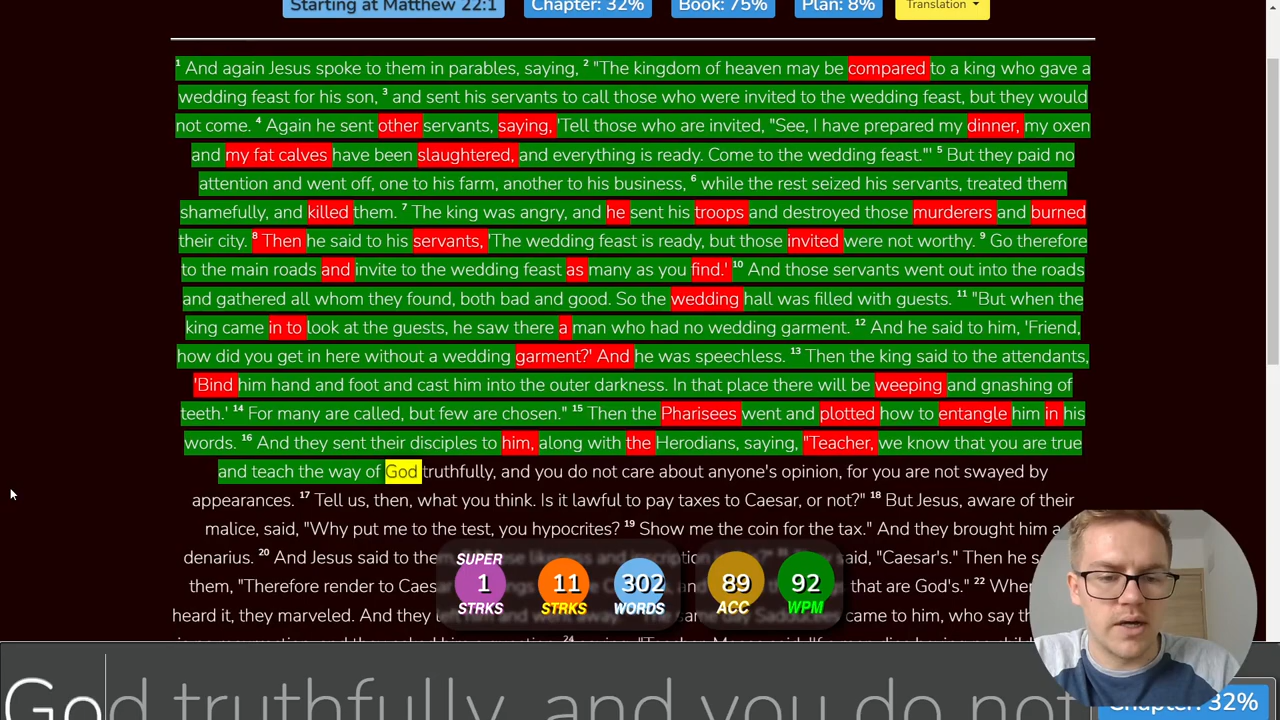 Starting at Matthew 22:1 Chapter: 32% Book: 75% Plan: 8% Translation
1 And again Jesus spoke to them in parables, saying, 2 "The kingdom of heaven may be compared to a king who gave a
wedding feast for his son, 3 and sent his servants to call those who were invited to the wedding feast, but they would
not come. 4 Again he sent other servants, saying, 'Tell those who are invited, "See, I have prepared my dinner, my oxen
and my fat calves have been slaughtered, and everything is ready. Come to the wedding feast."' 5 But they paid no
attention and went off, one to his farm, another to his business, 6 while the rest seized his servants, treated them
shamefully, and killed them. 7 The king was angry, and he sent his troops and destroyed those murderers and burned
their city. 8 Then he said to his servants, 'The wedding feast is ready, but those invited were not worthy. 9 Go therefore
to the main roads and invite to the wedding feast as many as you find.' 10 And those servants went out into the roads
and gathered all whom they found, both bad and good. So the wedding hall was filled with guests. 11 "But when the
king came in to look at the guests, he saw there a man who had no wedding garment. 12 And he said to him, 'Friend,
how did you get in here without a wedding garment?' And he was speechless. 13 Then the king said to the attendants,
'Bind him hand and foot and cast him into the outer darkness. In that place there will be weeping and gnashing of
teeth.' 14 For many are called, but few are chosen." 15 Then the Pharisees went and plotted how to entangle him in his
words. 16 And they sent their disciples to him, along with the Herodians, saying, "Teacher, we know that you are true
and teach the way of God truthfully, and you do not care about anyone's opinion, for you are not swayed by
appearances. 17 Tell us, then, what you think. Is it lawful to pay taxes to Caesar, or not?" 18 But Jesus, aware of their
malice, said, "Why put me to the test, you hypocrites? 19 Show me the coin for the tax." And they brought him a
denarius. 20 And Jesus said to them said, "Caesar's." Then he
them, "Therefore render to that are God's." 22
heard it, they marveled. And they came to him, who say
SUPER 1 STRKS 11 STRKS 302 WORDS 89 ACC 92 WPM
God truthfully, and you do not
Chapter: 32%